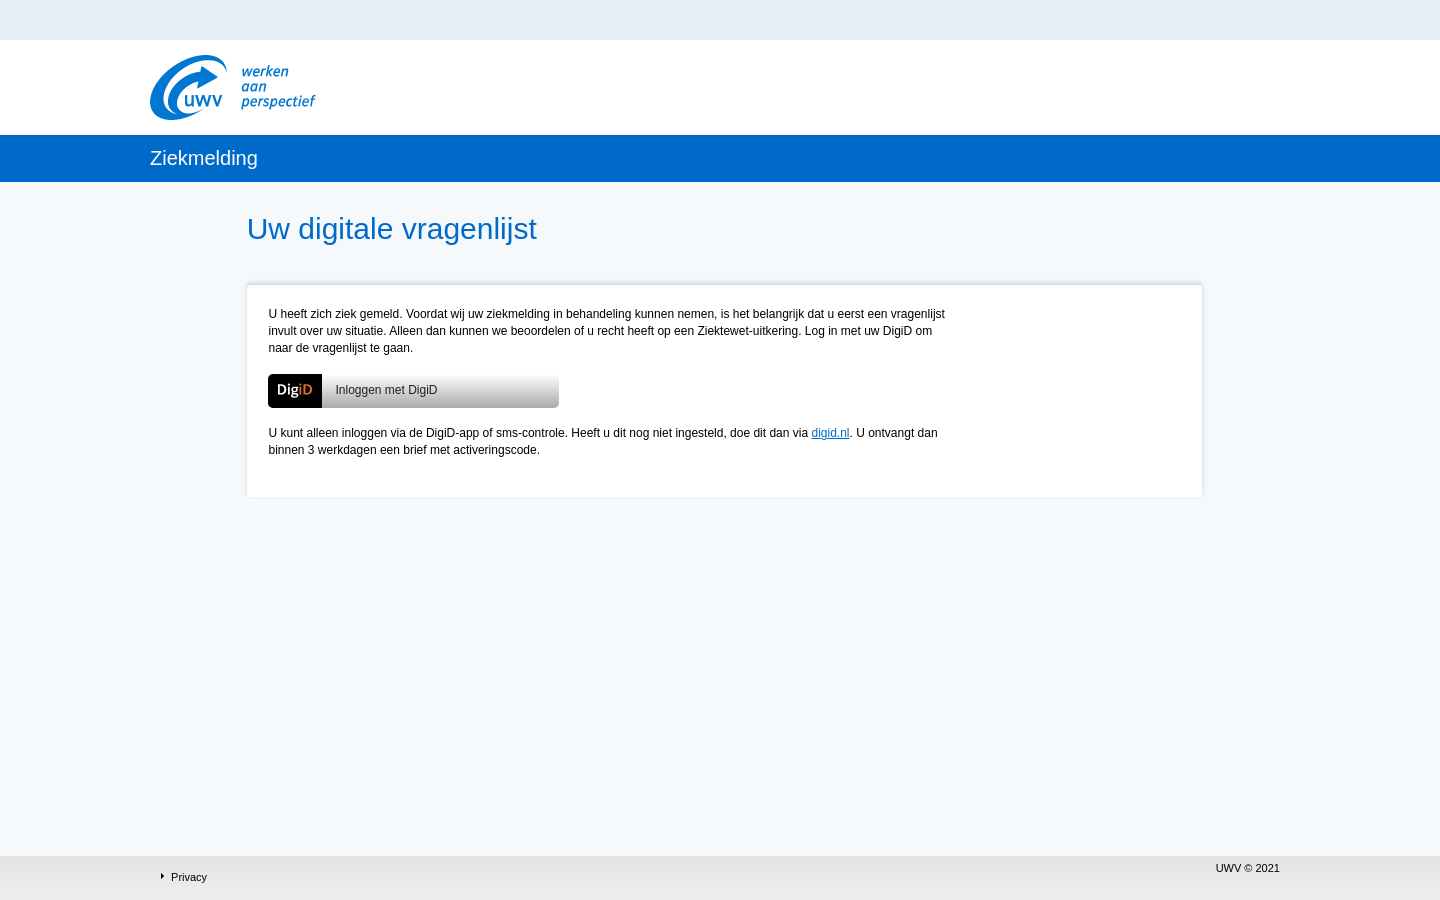 uwv
werken
aan
perspectief
Ziekmelding
Uw digitale vragenlijst
U heeft zich ziek gemeld. Voordat wij uw ziekmelding in behandeling kunnen nemen, is het belangrijk dat u eerst een vragenlijst
invult over uw situatie. Alleen dan kunnen we beoordelen of u recht heeft op een Ziektewet-uitkering. Log in met uw DigiD om
naar de vragenlijst te gaan.
DigiD Inloggen met DigiD
U kunt alleen inloggen via de DigiD-app of sms-controle. Heeft u dit nog niet ingesteld, doe dit dan via digid.nl. U ontvangt dan
binnen 3 werkdagen een brief met activeringscode.
UWV © 2021
Privacy